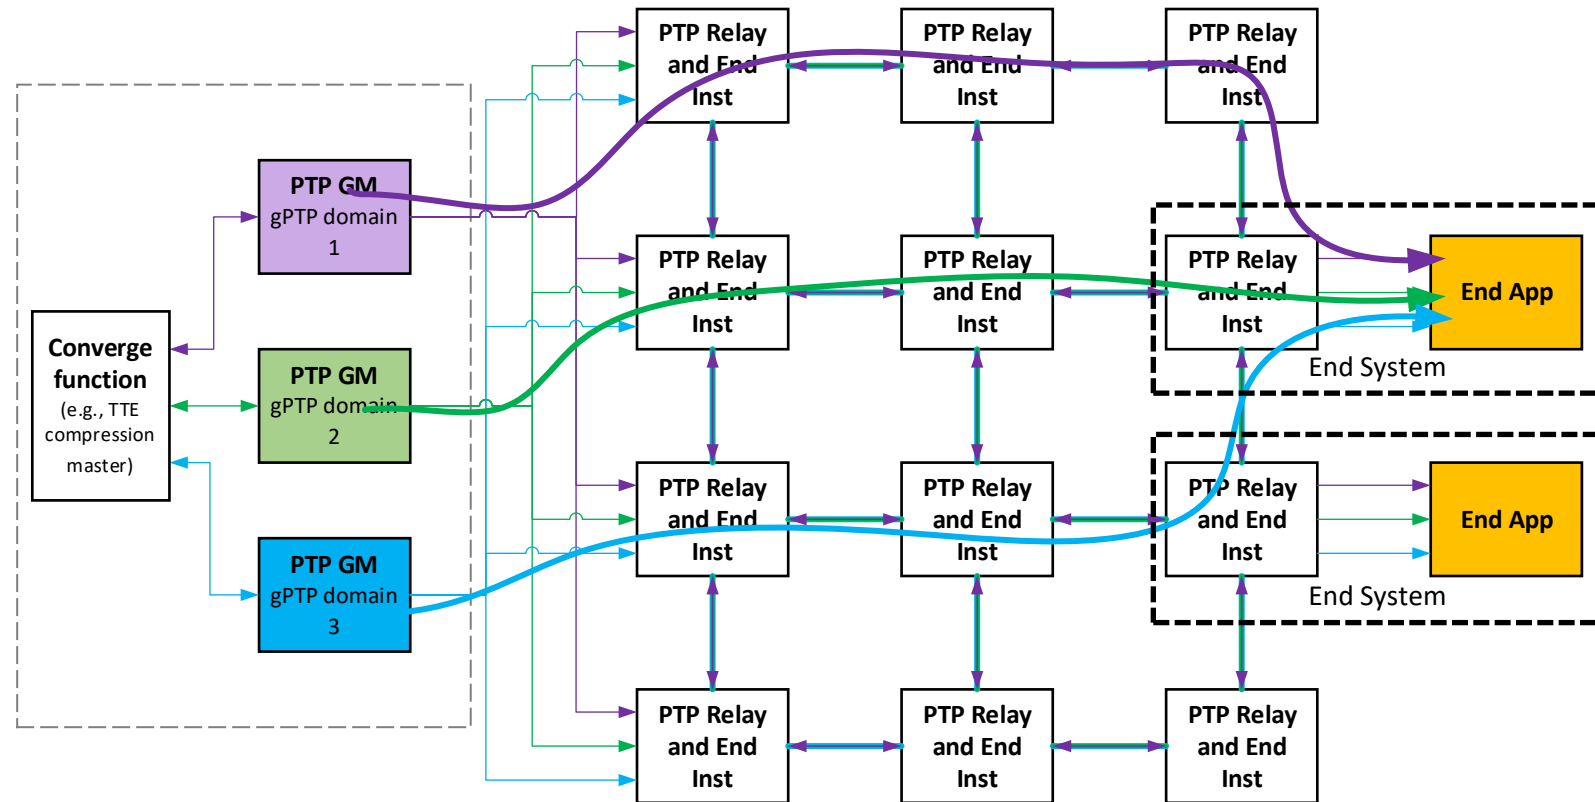 PTP Relay
and End
Inst
PTP Relay
and End
Inst
PTP Relay
and End
Inst
PTP GM
gPTP domain
1
PTP Relay
and End
Inst
PTP Relay
and End
Inst
PTP Relay
and End
Inst
End App
End System
Converge
function
(e.g., TTE
compression
master)
PTP GM
gPTP domain
2
PTP Relay
and End
Inst
PTP Relay
and End
Inst
PTP Relay
and End
Inst
End App
End System
PTP GM
gPTP domain
3
PTP Relay
and End
Inst
PTP Relay
and End
Inst
PTP Relay
and End
Inst